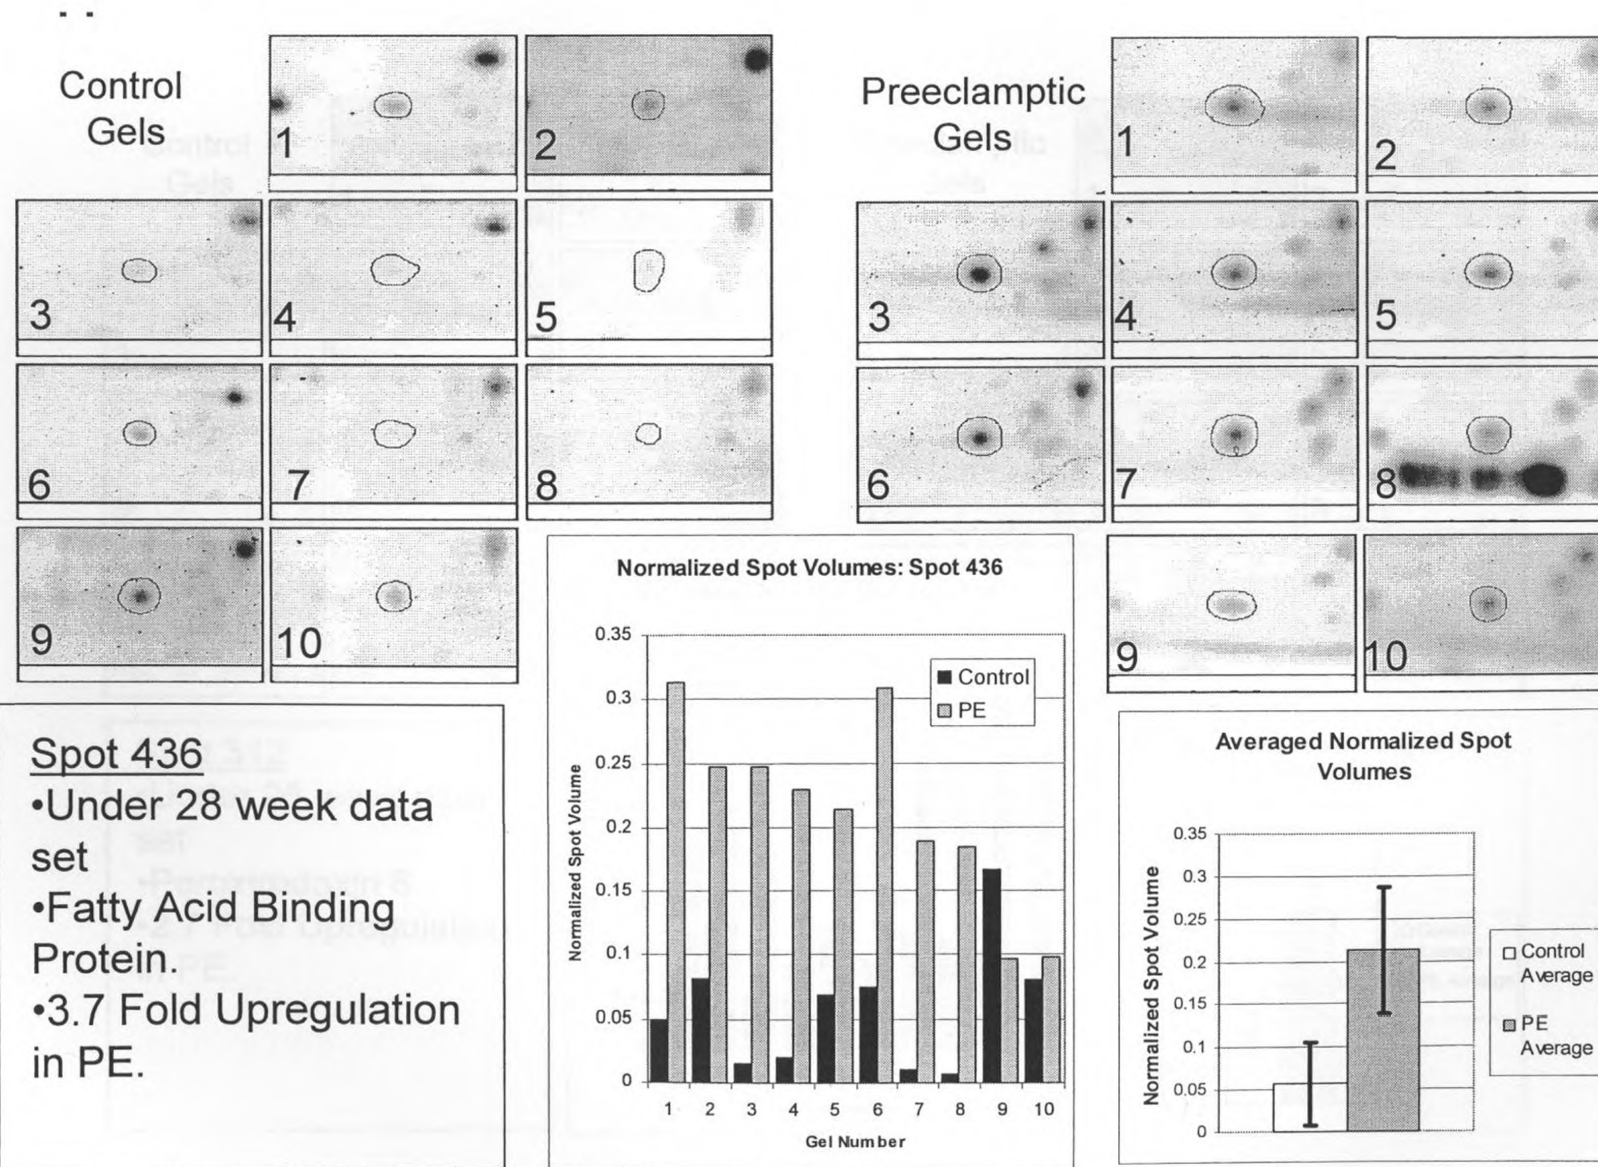 Control
Gels
1
2
3
4
5
6
7
8
9
10
Preeclamptic
Gels
1
2
3
4
5
6
7
8
9
10
Spot 436
•Under 28 week data
set
•Fatty Acid Binding
Protein.
•3.7 Fold Upregulation
in PE.
Normalized Spot Volumes: Spot 436
Normalized Spot Volume
0.35
0.3
0.25
0.2
0.15
0.1
0.05
0
1 2 3 4 5 6 7 8 9 10
Gel Number
Control
PE
Averaged Normalized Spot
Volumes
Normalized Spot Volume
0.35
0.3
0.25
0.2
0.15
0.1
0.05
0
Control
Average
PE
Average